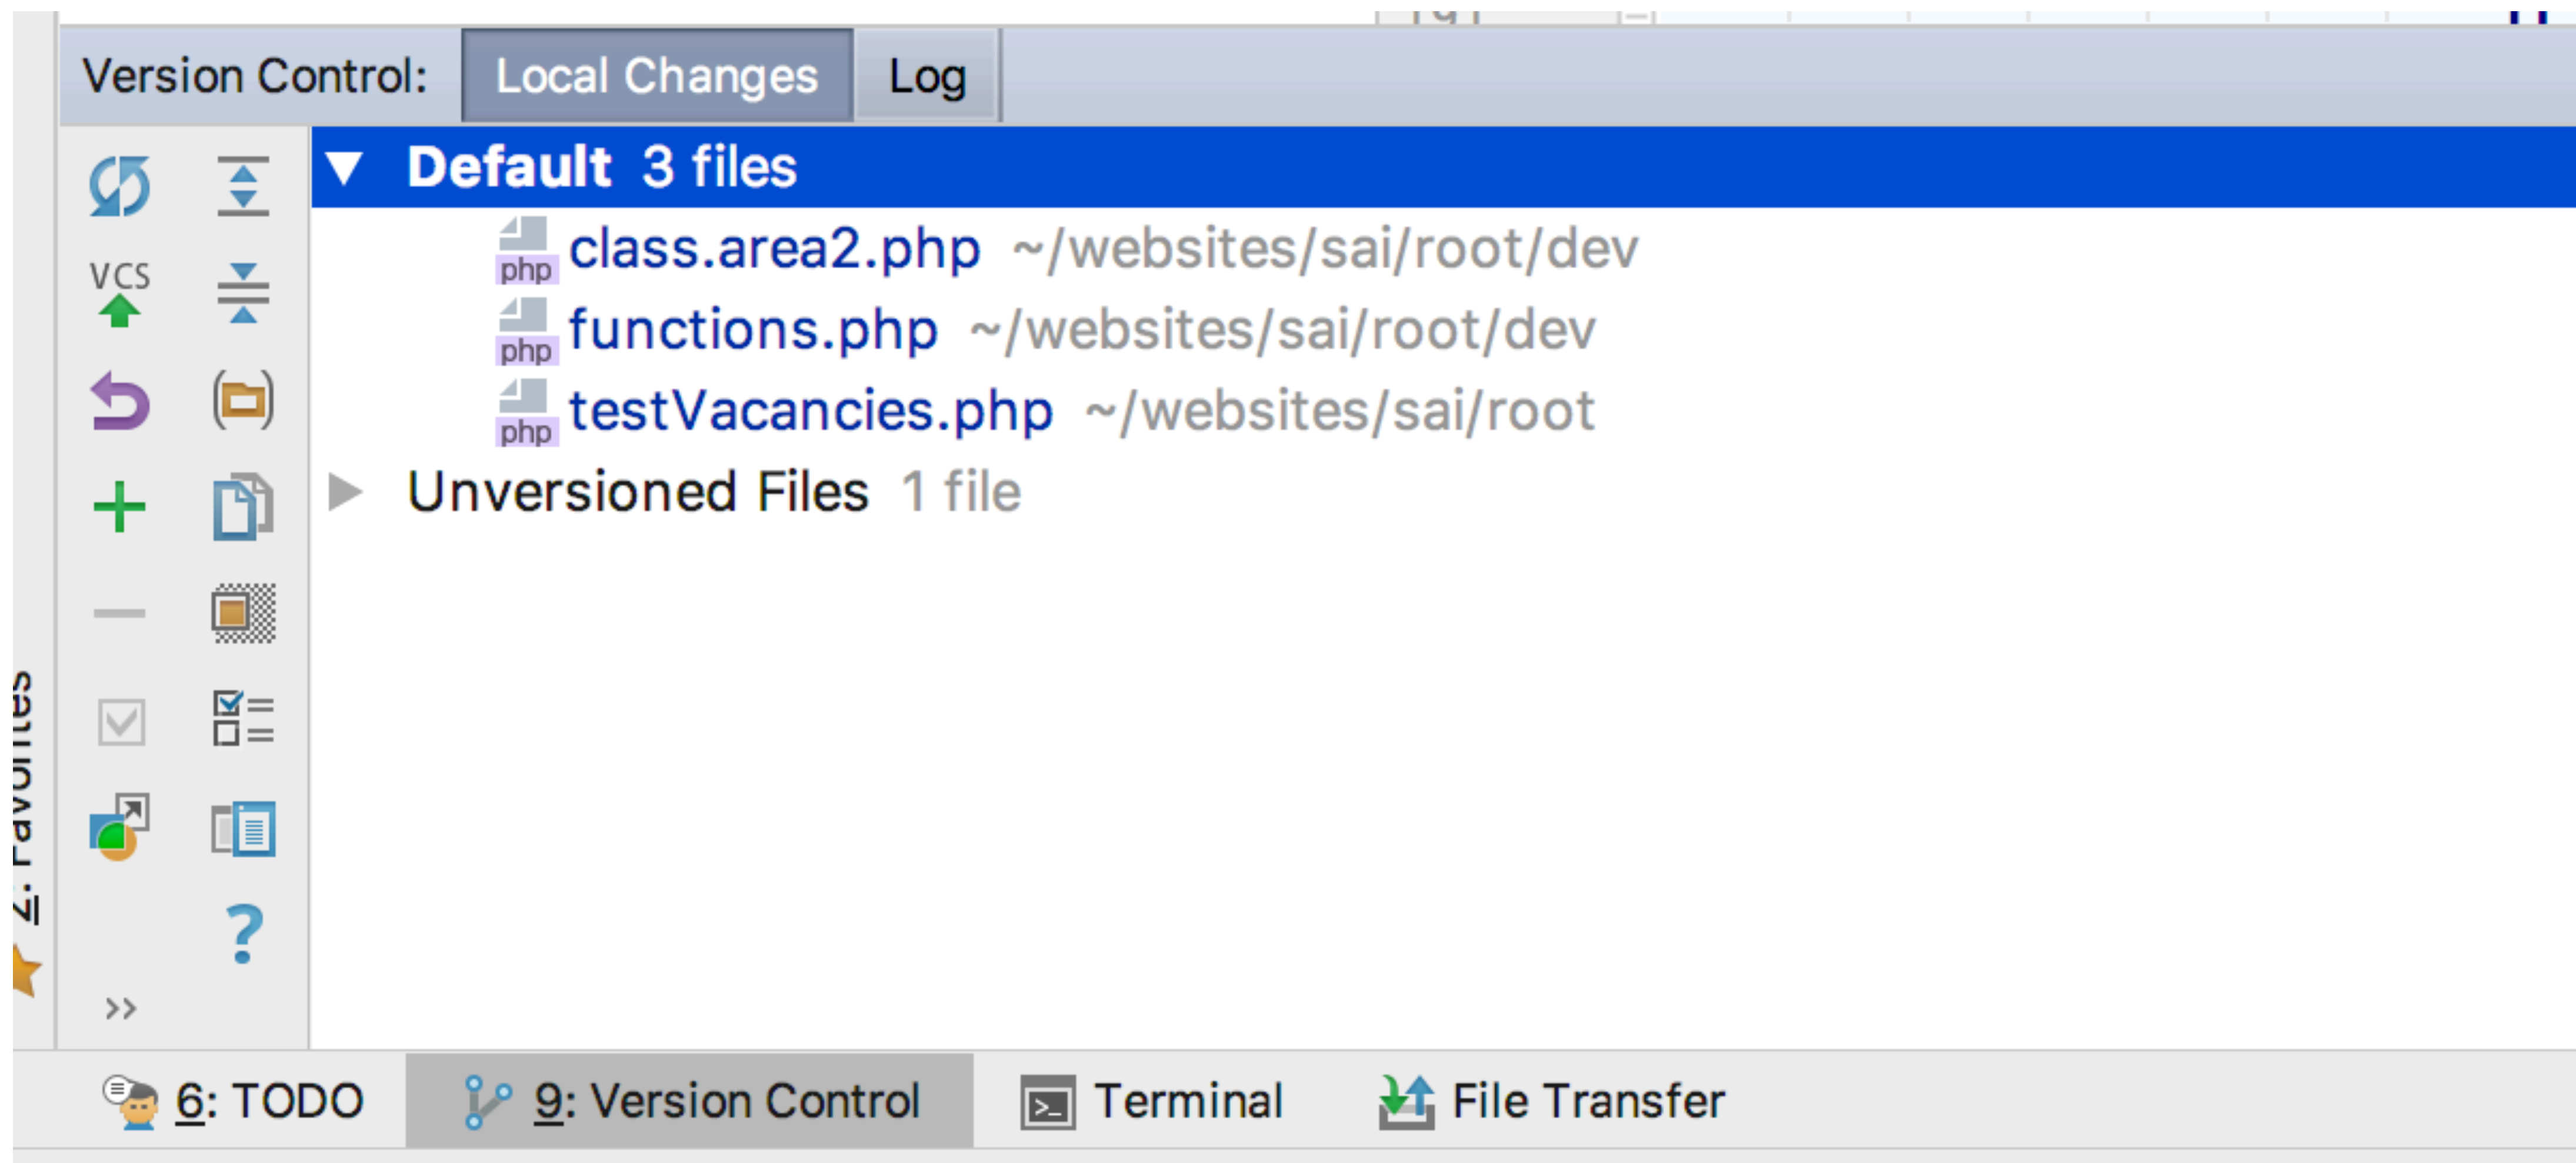 Version Control: Local Changes Log
Default 3 files
VCS
php class.area2.php ~/websites/sai/root/dev
php functions.php ~/websites/sai/root/dev
php testVacancies.php ~/websites/sai/root
Unversioned Files 1 file
2: Favorites
?
>>
6: TODO 9: Version Control >_ Terminal File Transfer